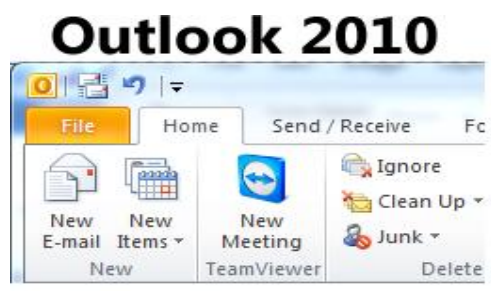 Outlook 2010
File Home Send / Receive Fo
Ignore
Clean Up
Junk
New E-mail
New Items
New Meeting
New TeamViewer Delete